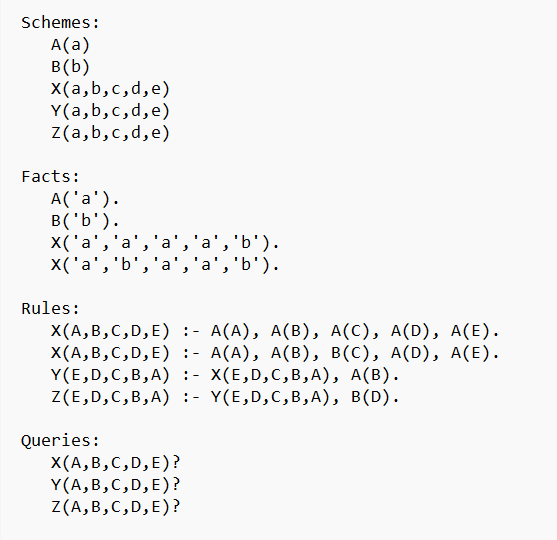 Schemes:
A(a)
B(b)
X(a,b,c,d,e)
Y(a,b,c,d,e)
Z(a,b,c,d,e)
Facts:
A('a').
B('b').
X('a','a','a','a','b').
X('a','b','a','a','b').
Rules:
X(A,B,C,D,E) :- A(A), A(B), A(C), A(D), A(E).
X(A,B,C,D,E) :- A(A), A(B), B(C), A(D), A(E).
Y(E,D,C,B,A) :- X(E,D,C,B,A), A(B).
Z(E,D,C,B,A) :- Y(E,D,C,B,A), B(D).
Queries:
X(A,B,C,D,E)?
Y(A,B,C,D,E)?
Z(A,B,C,D,E)?